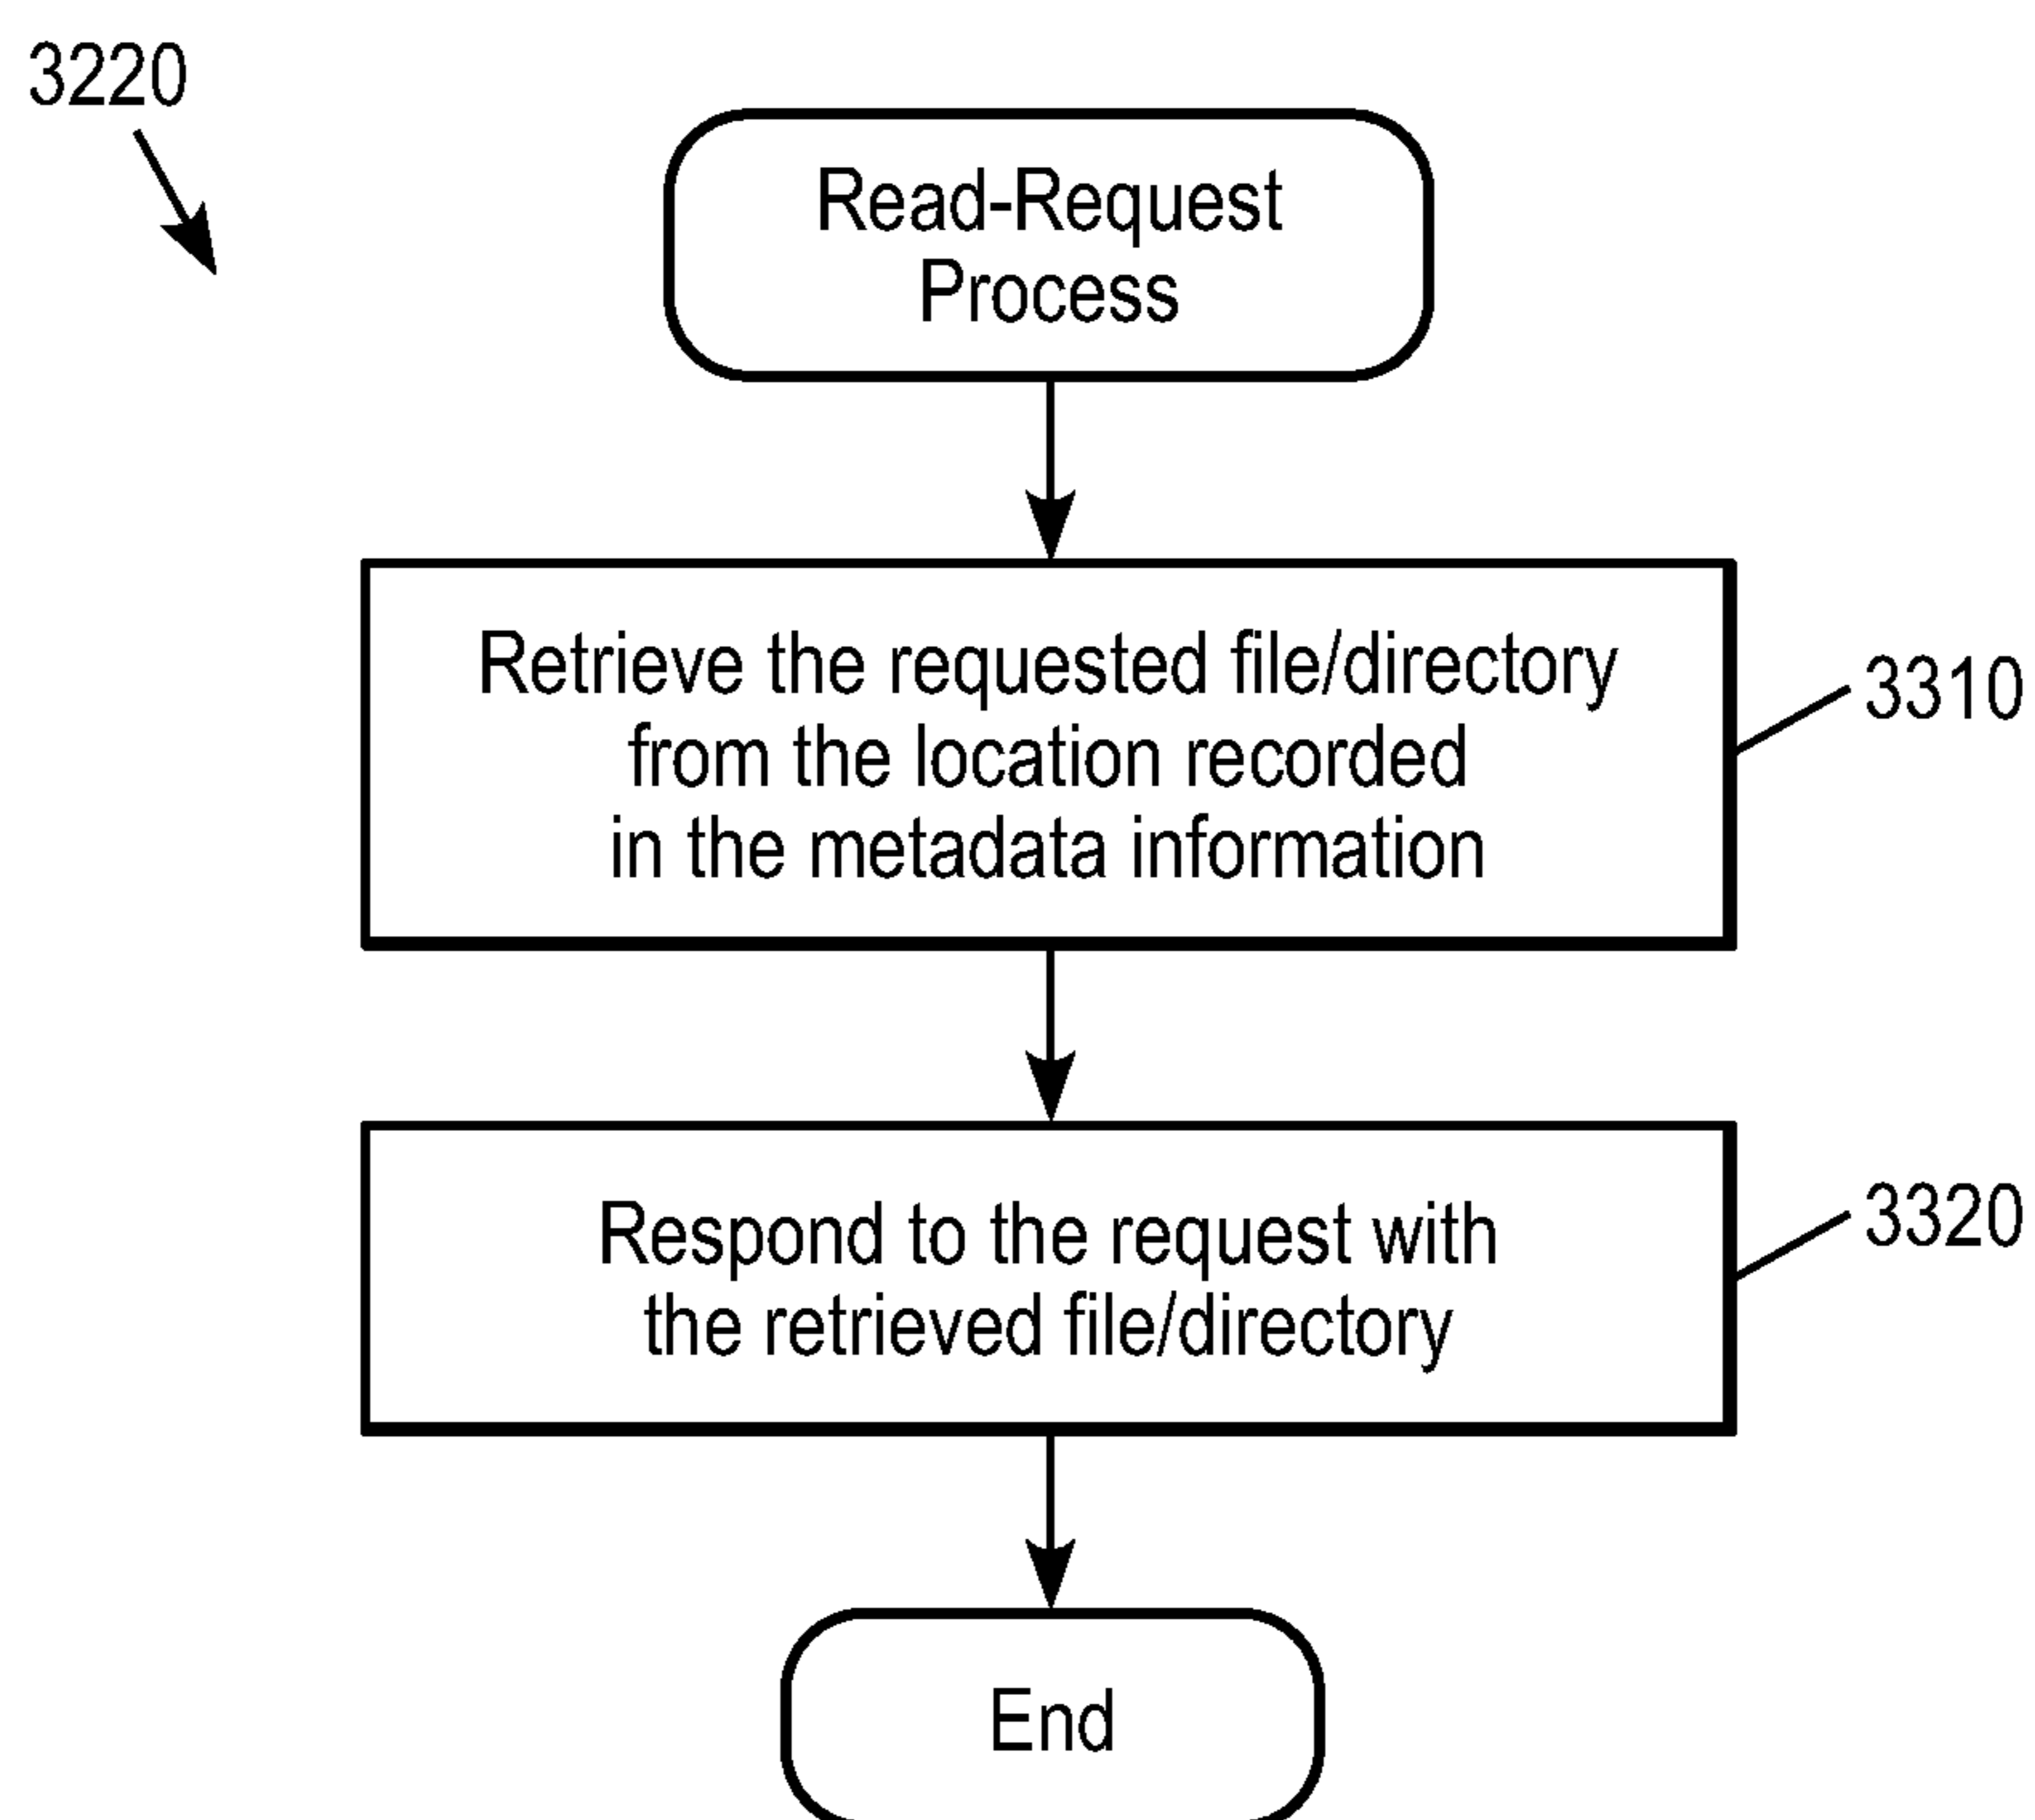 3220
Read-Request
Process
Retrieve the requested file/directory
from the location recorded
in the metadata information
3310
Respond to the request with
the retrieved file/directory
3320
End